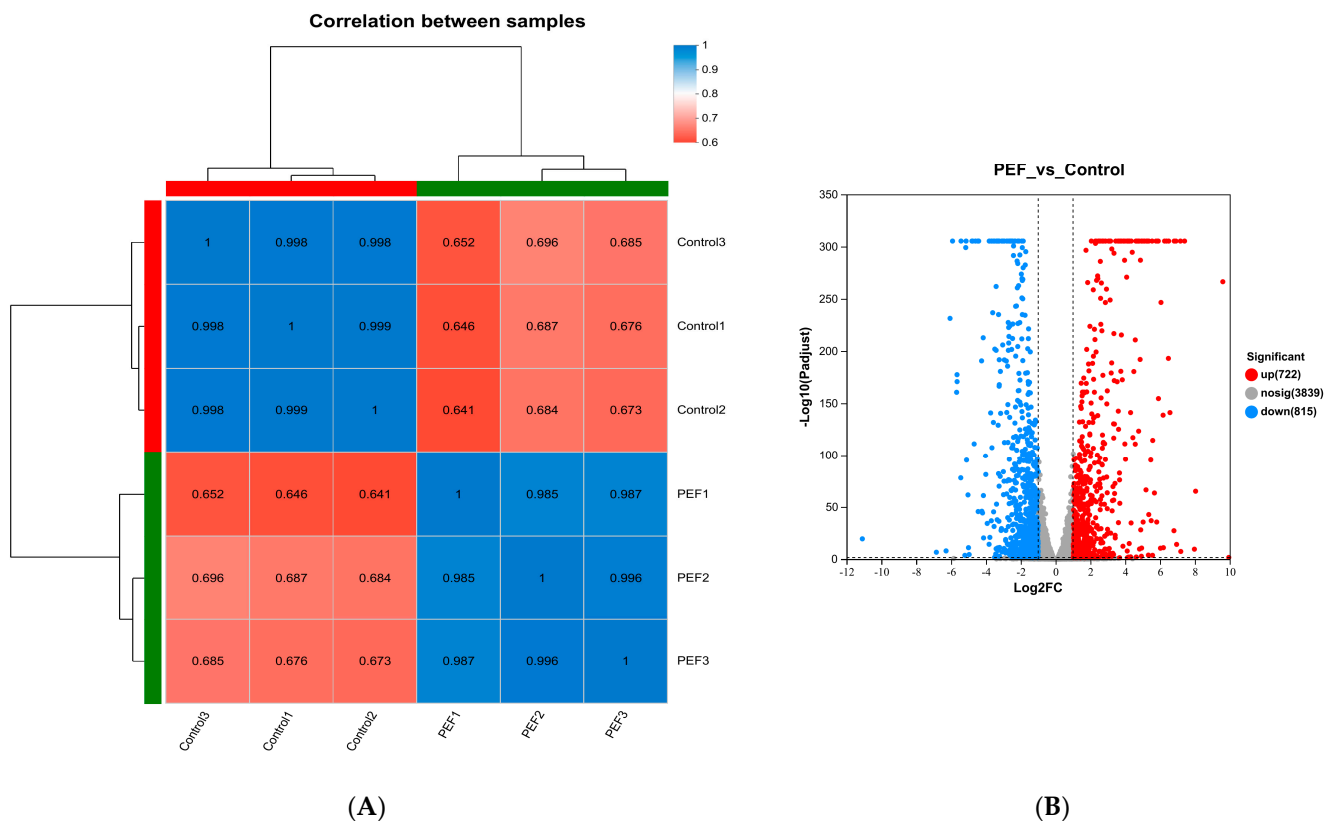 Correlation between samples
1
0.9
0.8
0.7
0.6
1 0.998 0.998 0.652 0.696 0.685 Control3
0.998 1 0.999 0.646 0.687 0.676 Control1
0.998 0.999 1 0.641 0.684 0.673 Control2
0.652 0.646 0.641 1 0.985 0.987 PEF1
0.696 0.687 0.684 0.985 1 0.996 PEF2
0.685 0.676 0.673 0.987 0.996 1 PEF3
Control3 Control1 Control2 PEF1 PEF2 PEF3
(A)
PEF_vs_Control
-Log10(Padjust)
350
300
250
200
150
100
50
0
-12 -10 -8 -6 -4 -2 0 2 4 6 8 10
Log2FC
Significant
up(722)
nosig(3839)
down(815)
(B)